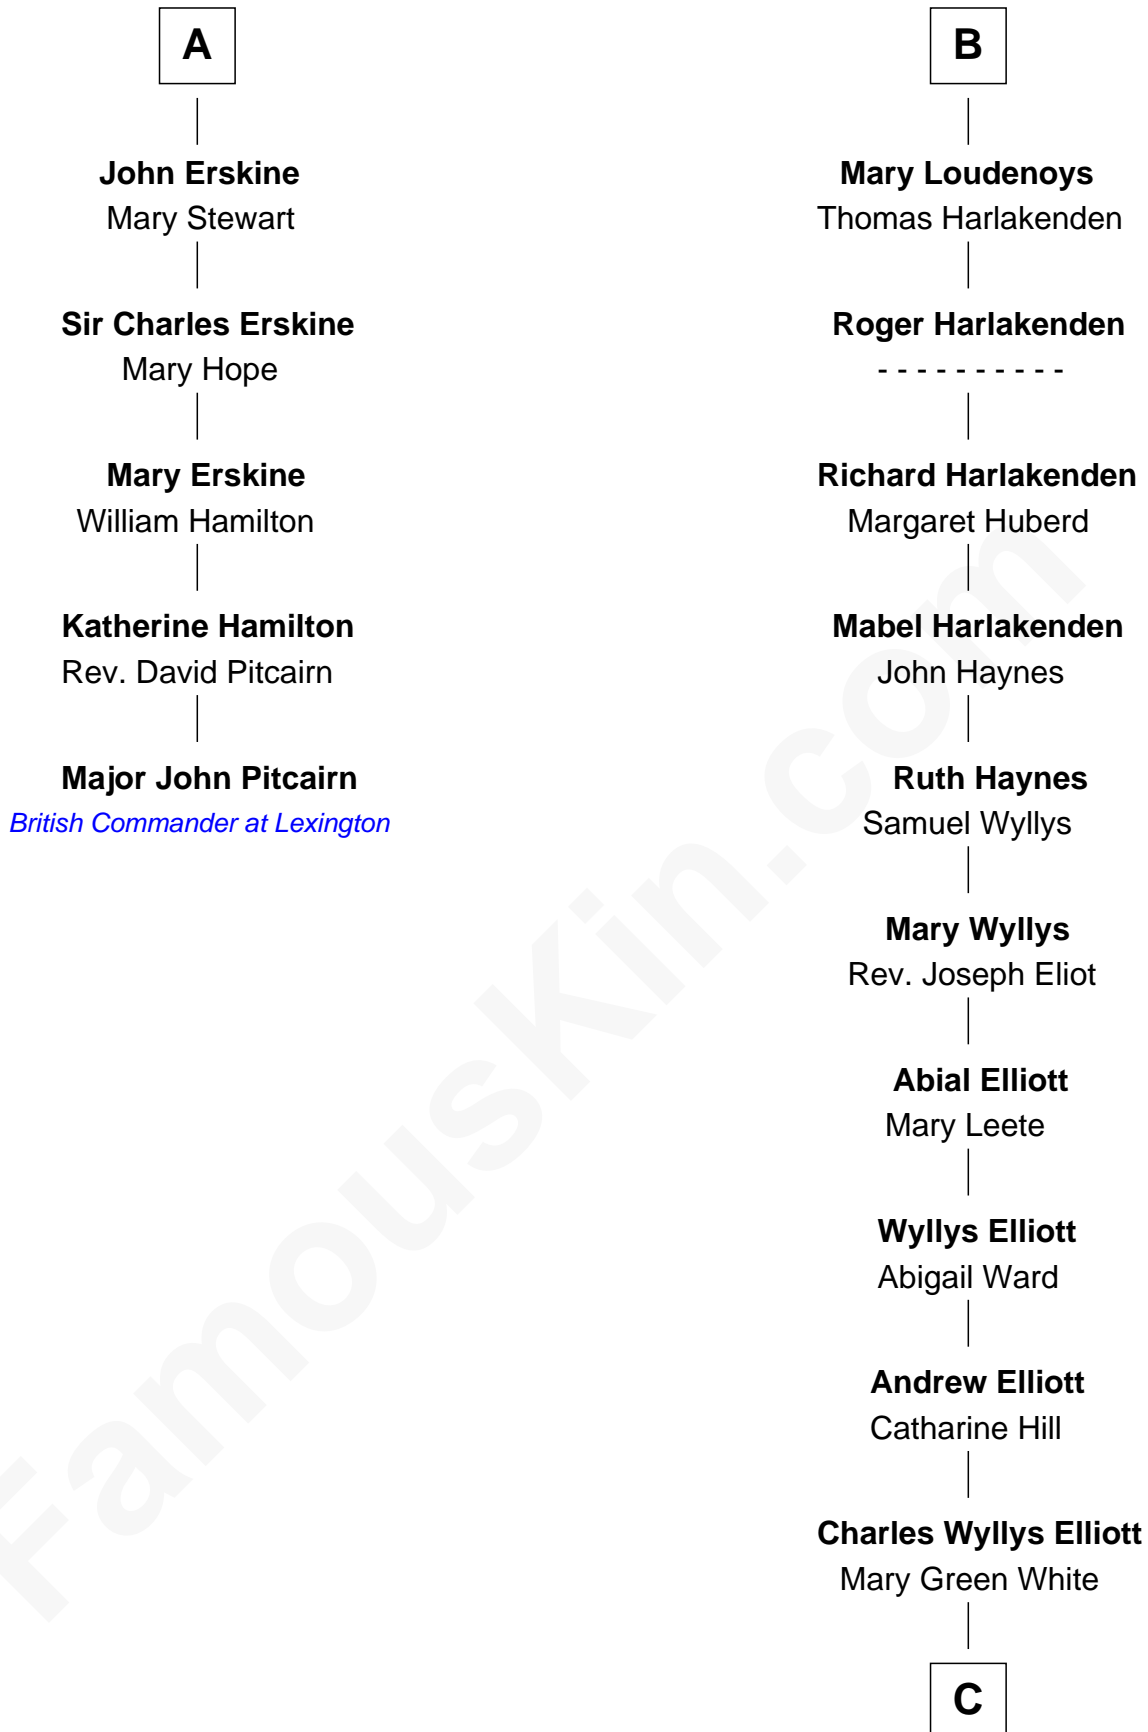 A
John Erskine
Mary Stewart
Sir Charles Erskine
Mary Hope
Mary Erskine
William Hamilton
Katherine Hamilton
Rev. David Pitcairn
Major John Pitcairn
British Commander at Lexington
B
Mary Loudenoys
Thomas Harlakenden
Roger Harlakenden
- - - - - - - - - -
Richard Harlakenden
Margaret Huberd
Mabel Harlakenden
John Haynes
Ruth Haynes
Samuel Wyllys
Mary Wyllys
Rev. Joseph Eliot
Abial Elliott
Mary Leete
Wyllys Elliott
Abigail Ward
Andrew Elliott
Catharine Hill
Charles Wyllys Elliott
Mary Green White
C
FamousKin.com